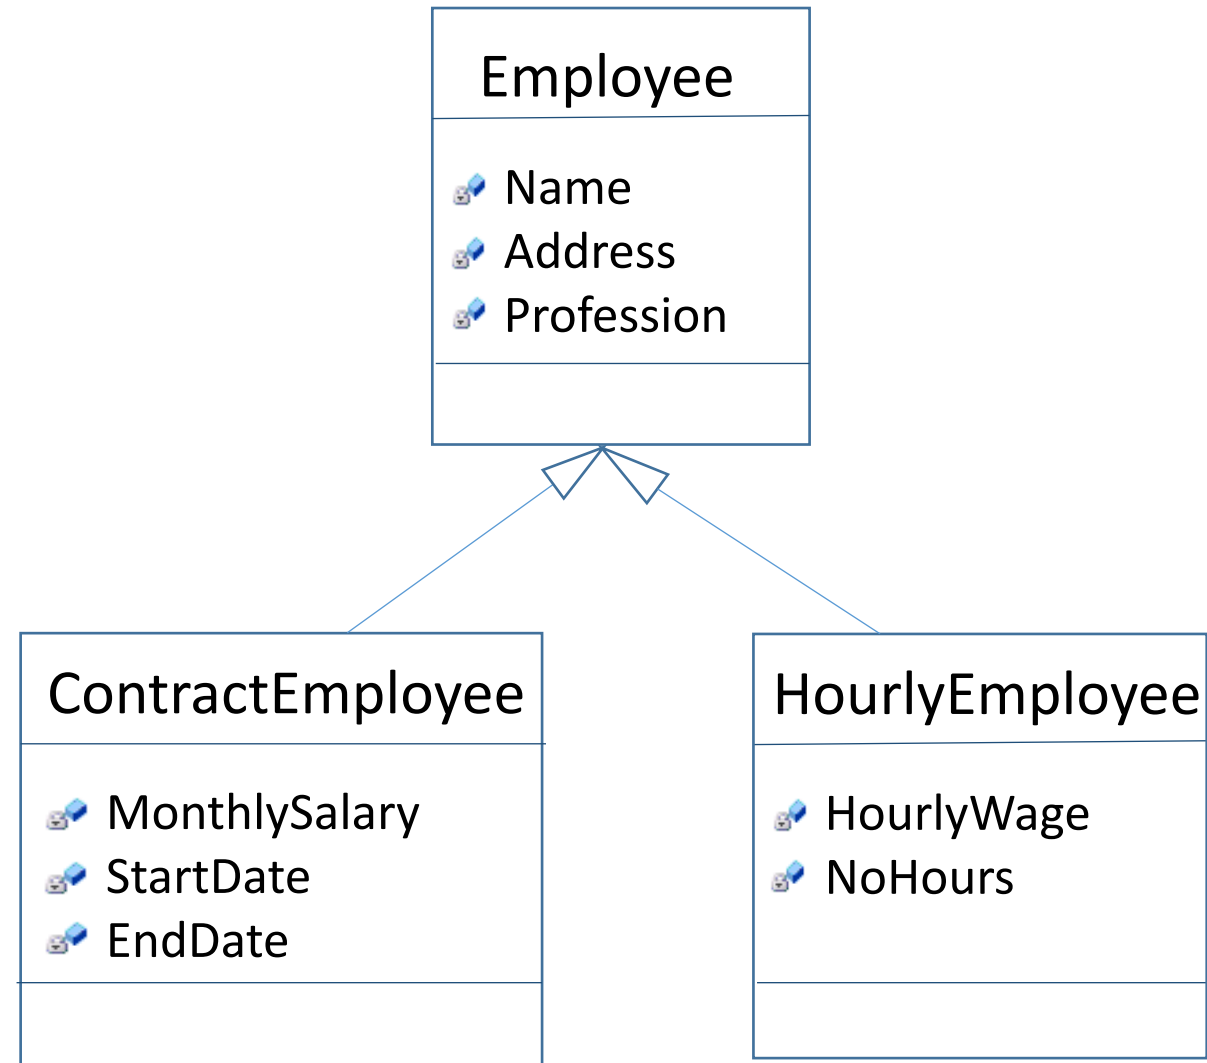 Employee
Name
Address
Profession
ContractEmployee
MonthlySalary
StartDate
EndDate
HourlyEmployee
HourlyWage
NoHours